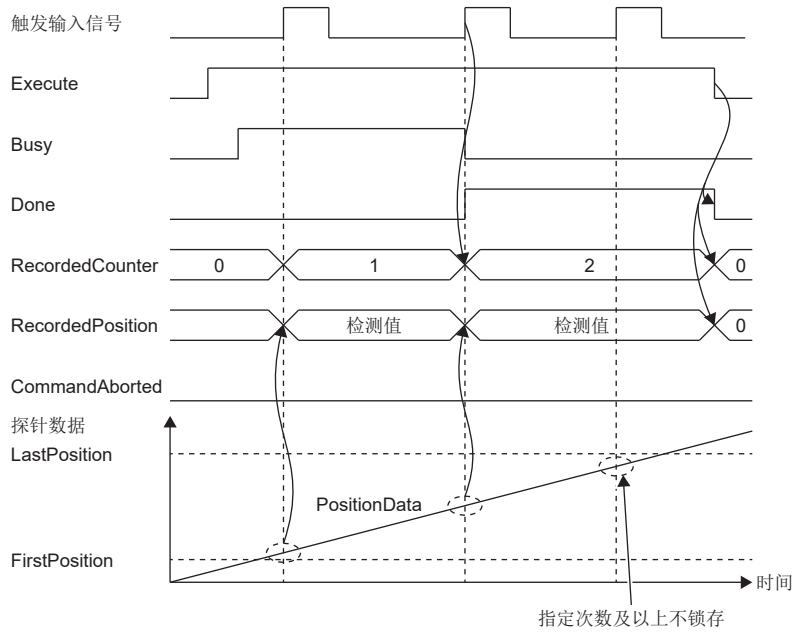 触发输入信号
Execute
Busy
Done
RecordedCounter 0 1 2 0
RecordedPosition 检测值 检测值 0
CommandAborted
探针数据
LastPosition
PositionData
FirstPosition
时间
指定次数及以上不锁存